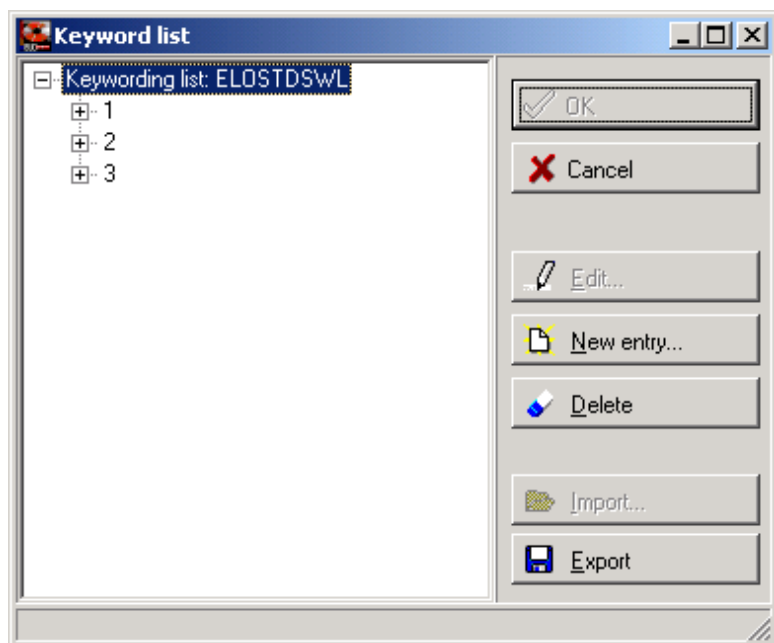 Keyword list
Keywording list: ELOSTDSWL
1
2
3
OK
Cancel
Edit...
New entry...
Delete
Import...
Export